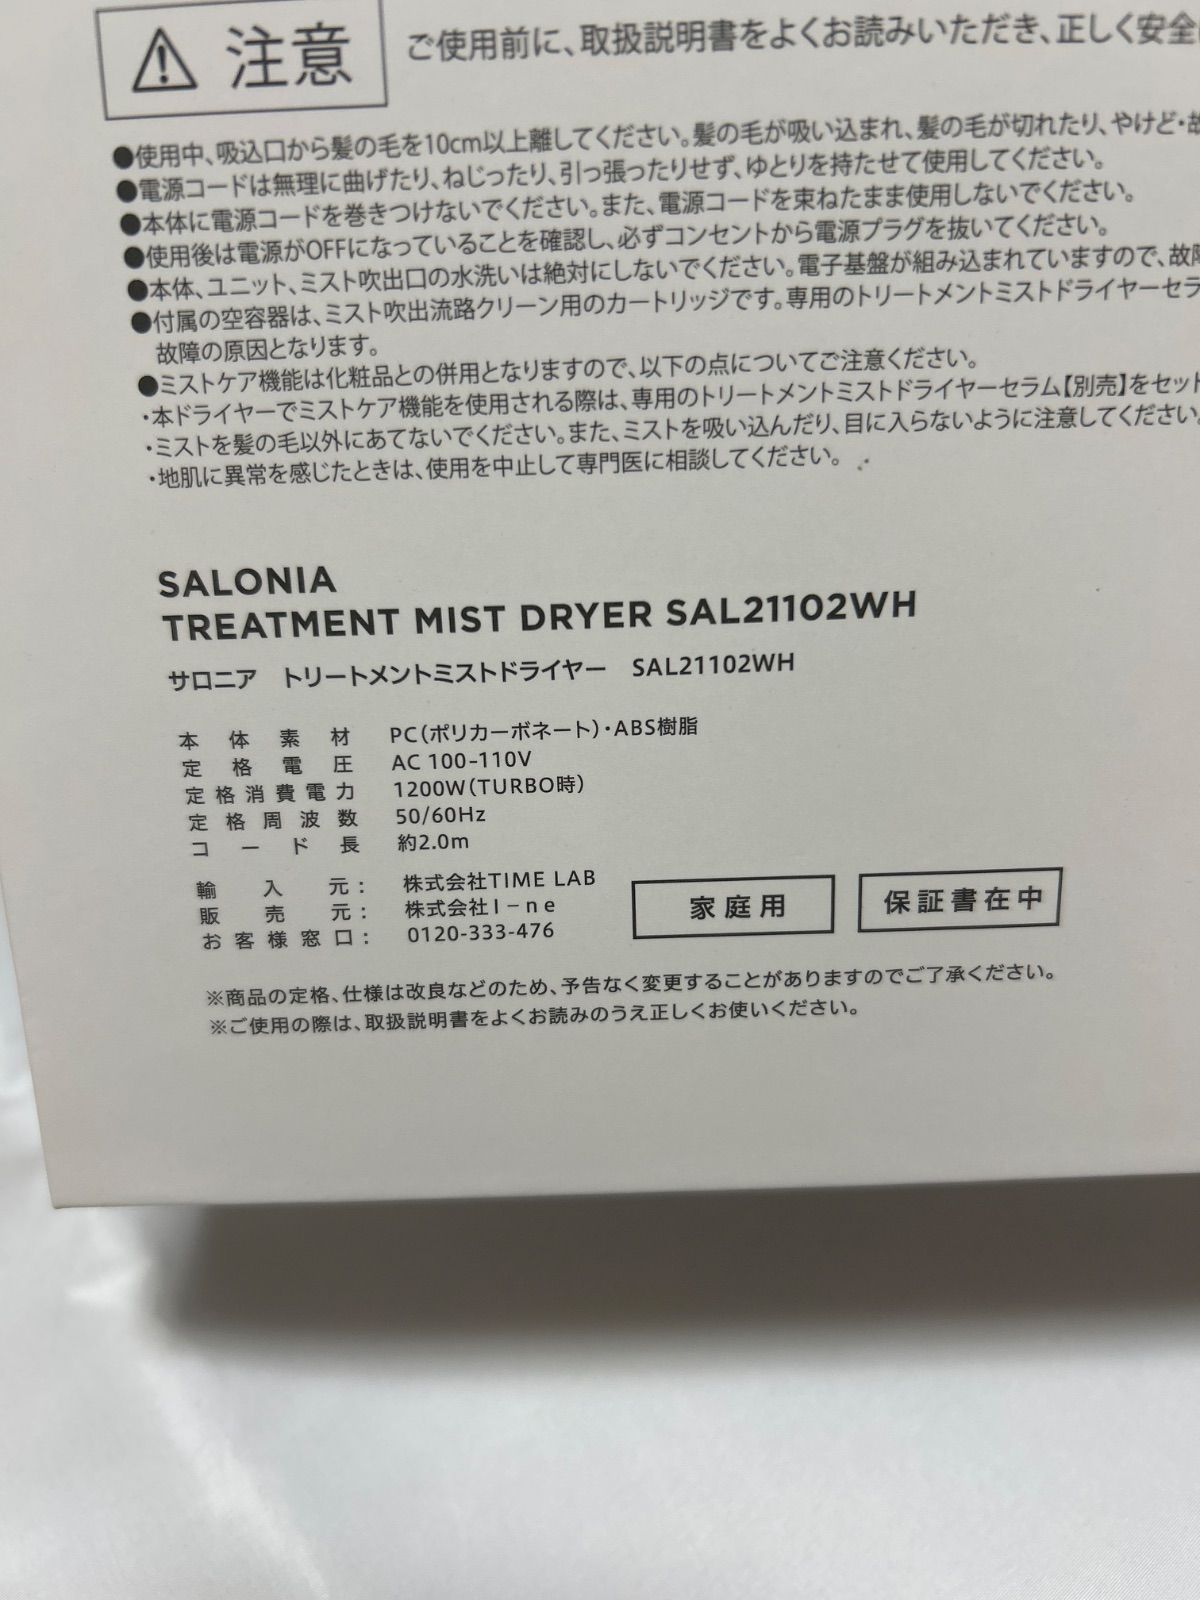 注意
ご使用前に、取扱説明書をよくお読みいただき、正しく安全
●使用中、吸込口から髪の毛を10cm以上離してください。髪の毛が吸い込まれ、髪の毛が切れたり、やけど・故
●電源コードは無理に曲げたり、ねじったり、引っ張ったりせず、ゆとりを持たせて使用してください。
●本体に電源コードを巻きつけないでください。また、電源コードを束ねたまま使用しないでください。
●使用後は電源がOFFになっていることを確認し、必ずコンセントから電源プラグを抜いてください。
●本体、ユニット、ミスト吹出口の水洗いは絶対にしないでください。電子基盤が組み込まれていますので、故障
●付属の空容器は、ミスト吹出流路クリーン用のカートリッジです。専用のトリートメントミストドライヤーセラ
故障の原因となります。
●ミストケア機能は化粧品との併用となりますので、以下の点についてご注意ください。
・本ドライヤーでミストケア機能を使用される際は、専用のトリートメントミストドライヤーセラム【別売】をセット
・ミストを髪の毛以外にあてないでください。また、ミストを吸い込んだり、目に入らないように注意してください。
・地肌に異常を感じたときは、使用を中止して専門医に相談してください。
SALONIA
TREATMENT MIST DRYER SAL21102WH
サロニア トリートメントミストドライヤー SAL21102WH
本体素材 PC(ポリカーボネート)・ABS樹脂
定格電圧 AC 100-110V
定格消費電力 1200W(TURBO時)
定格周波数 50/60Hz
コード長 約2.0m
輸入元: 株式会社TIME LAB
販売元: 株式会社I-ne
お客様窓口: 0120-333-476
家庭用
保証書在中
※商品の定格、仕様は改良などのため、予告なく変更することがありますのでご了承ください。
※ご使用の際は、取扱説明書をよくお読みのうえ正しくお使いください。